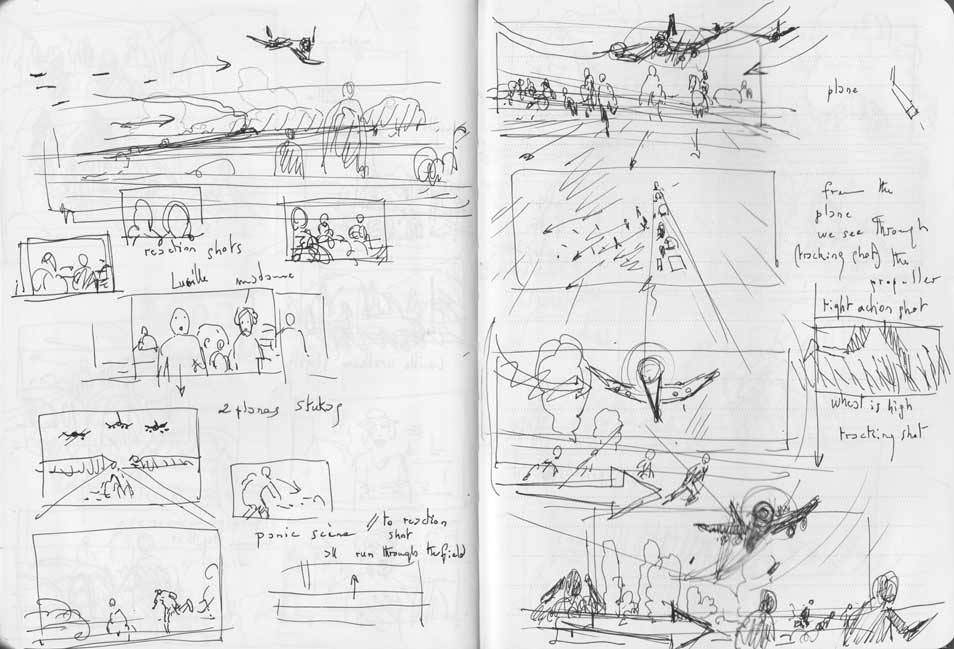 reaction shots
Lucille madame
2 planes stukas
panic scène // to reaction
shot
all run through the field
plane
from the
plane
we see through
(tracking shot) the
propeller
tight action shot
wheat is high
tracking shot